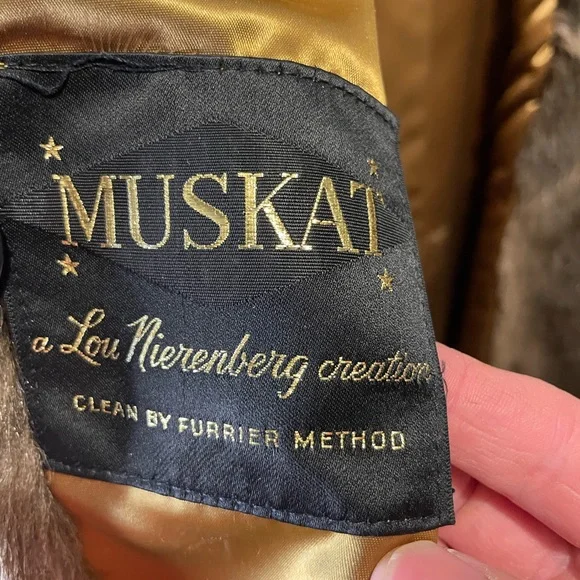 MUSKAT
a Lou Nierenberg creation
CLEAN BY FURRIER METHOD